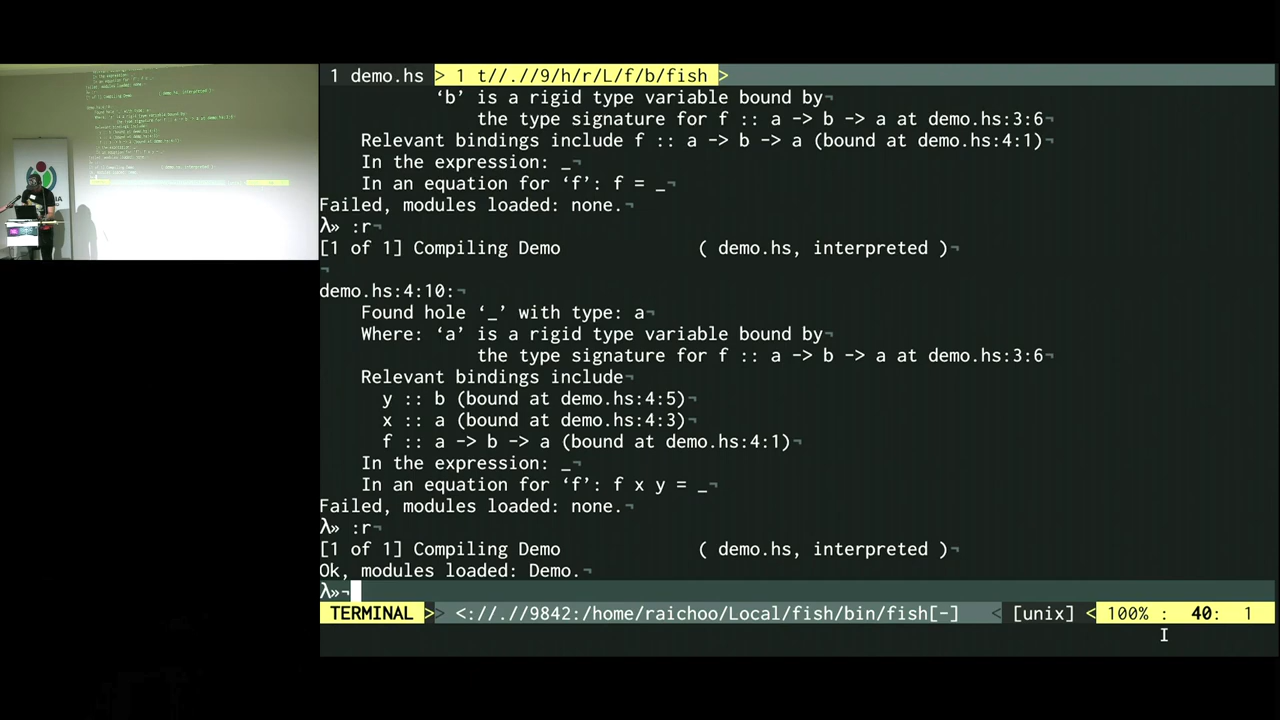 1 demo.hs > 1 t//.//9/h/r/L/f/b/fish >
‘b’ is a rigid type variable bound by¬
the type signature for f :: a -> b -> a at demo.hs:3:6
Relevant bindings include f :: a -> b -> a (bound at demo.hs:4:1)¬
In the expression: _¬
In an equation for ‘f’: f = _¬
Failed, modules loaded: none.¬
λ» :r¬
[1 of 1] Compiling Demo ( demo.hs, interpreted )¬
¬
demo.hs:4:10:¬
Found hole ‘_’ with type: a¬
Where: ‘a’ is a rigid type variable bound by¬
the type signature for f :: a -> b -> a at demo.hs:3:6¬
Relevant bindings include¬
y :: b (bound at demo.hs:4:5)¬
x :: a (bound at demo.hs:4:3)¬
f :: a -> b -> a (bound at demo.hs:4:1)¬
In the expression: _¬
In an equation for ‘f’: f x y = _¬
Failed, modules loaded: none.¬
λ» :r¬
[1 of 1] Compiling Demo ( demo.hs, interpreted )¬
Ok, modules loaded: Demo.¬
λ»¬
TERMINAL > > <://.//9842:/home/raichoo/Local/fish/bin/fish[-] < [unix] < 100% : 40: 1